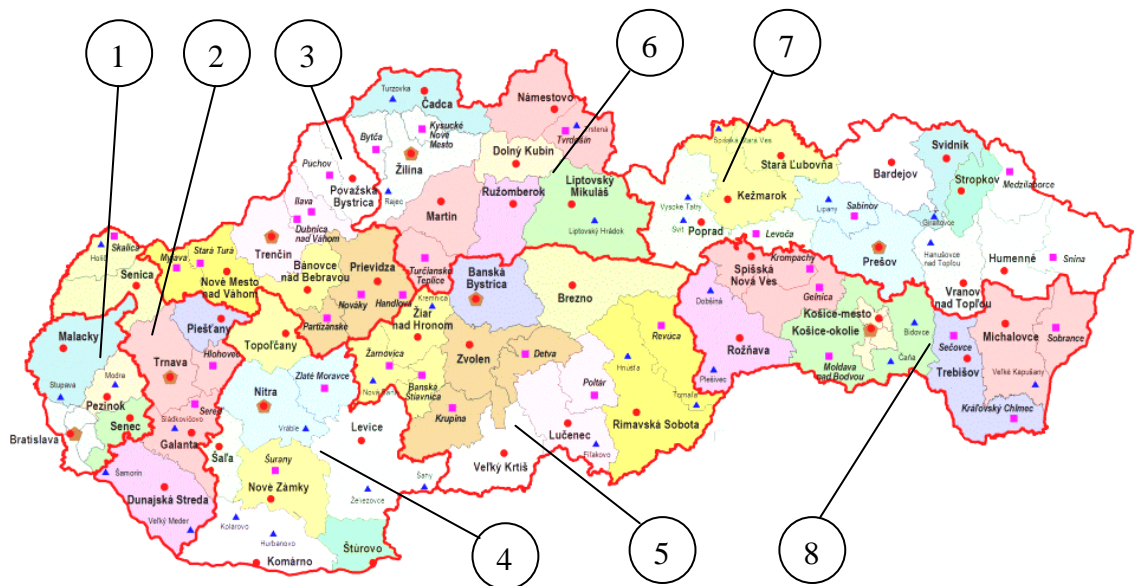 1
2
3
6
7
Turzovka
Čadca
Námestovo
Trstená
Tvrdošín
Bytča
Kysucké
Nové
Mesto
Žilina
Dolný Kubín
Puchov
Považská
Bystrica
Rajec
Ilava
Dubnica
nad Váhom
Trenčín
Martin
Ružomberok
Liptovský
Mikuláš
Liptovský Hrádok
Spišská Stará Ves
Stará Ľubovňa
Kežmarok
Vysoke Tatry
Svit
Poprad
Levoča
Bardejov
Svidník
Stropkov
Medzilaborce
Lipany
Sabinov
Giraltovce
Prešov
Hanušovce
nad Topľou
Humenné
Snina
Vranov
nad Topľou
Skalica
Holíč
Senica
Myjava
Stará Turá
Nové Mesto
nad Váhom
Bánovce
nad Bebravou
Prievidza
Nováky
Handlová
Partizánske
Turčianske
Teplice
Kremnica
Žiar
nad Hronom
Banská
Bystrica
Brezno
Krompachy
Spišská
Nová Ves
Gelnica
Dobšiná
Košice-mesto
Košice-okolie
Bidovce
Čaňa
Moldava
nad Bodvou
Rožňava
Plešivec
Sečovce
Trebišov
Michalovce
Sobrance
Veľké Kapušany
Kráľovský Chlmec
Malacky
Stupava
Modra
Pezinok
Senec
Bratislava
Piešťany
Trnava
Hlohovec
Sereď
Sládkovičovo
Galanta
Šaľa
Šamorín
Dunajská Streda
Veľký Meder
Topoľčany
Nitra
Zlaté Moravce
Vráble
Levice
Šurany
Nové Zámky
Kolarovo
Hurbanovo
Komárno
Štúrovo
Želiezovce
Šahy
Žarnovica
Nová Baňa
Banská
Štiavnica
Zvolen
Detva
Krupina
Veľký Krtíš
Poltár
Lučenec
Fiľakovo
Revúca
Hnúšťa
Tornaľa
Rimavská Sobota
4
5
8